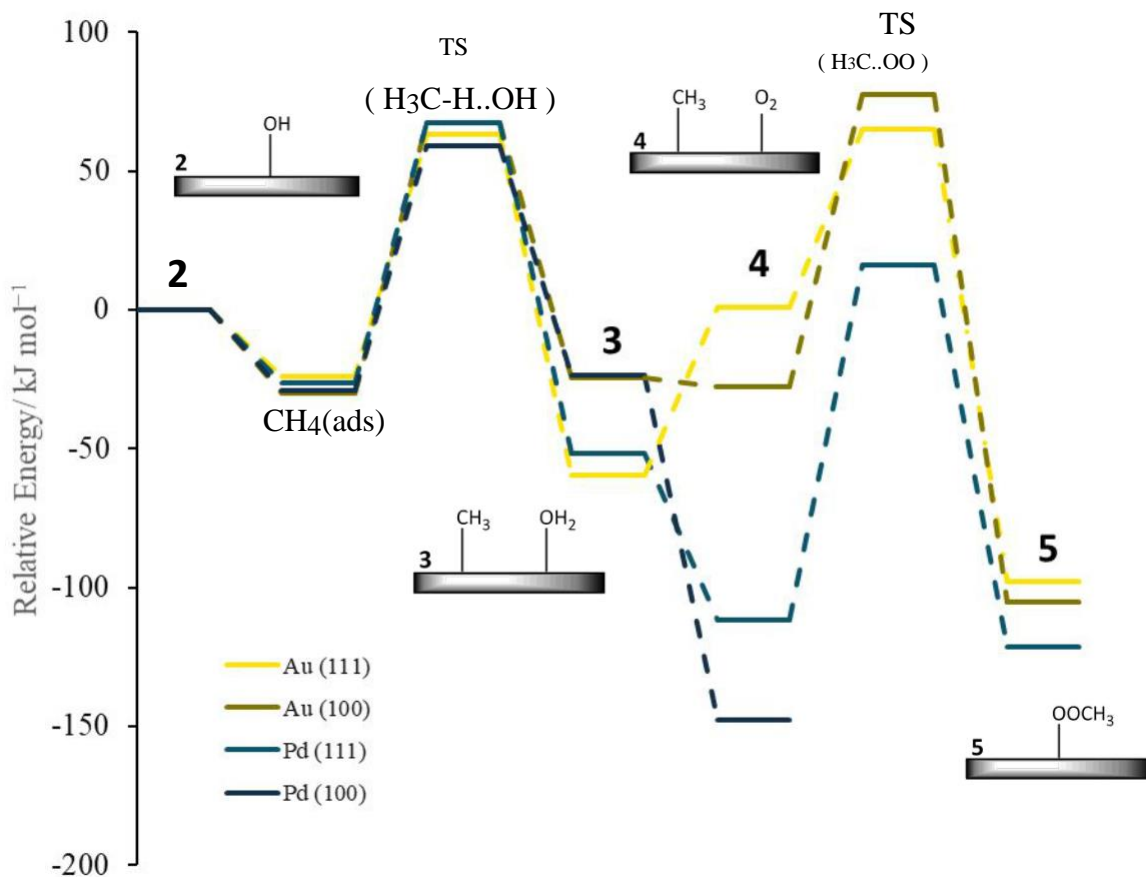 100
50
0
-50
-100
-150
-200
Relative Energy/ kJ mol⁻¹
TS
( H3C-H..OH )
TS
( H3C..OO )
OH
2
CH3
O2
4
2
4
3
CH4(ads)
CH3
OH2
3
5
Au (111)
Au (100)
Pd (111)
Pd (100)
OOCH3
5